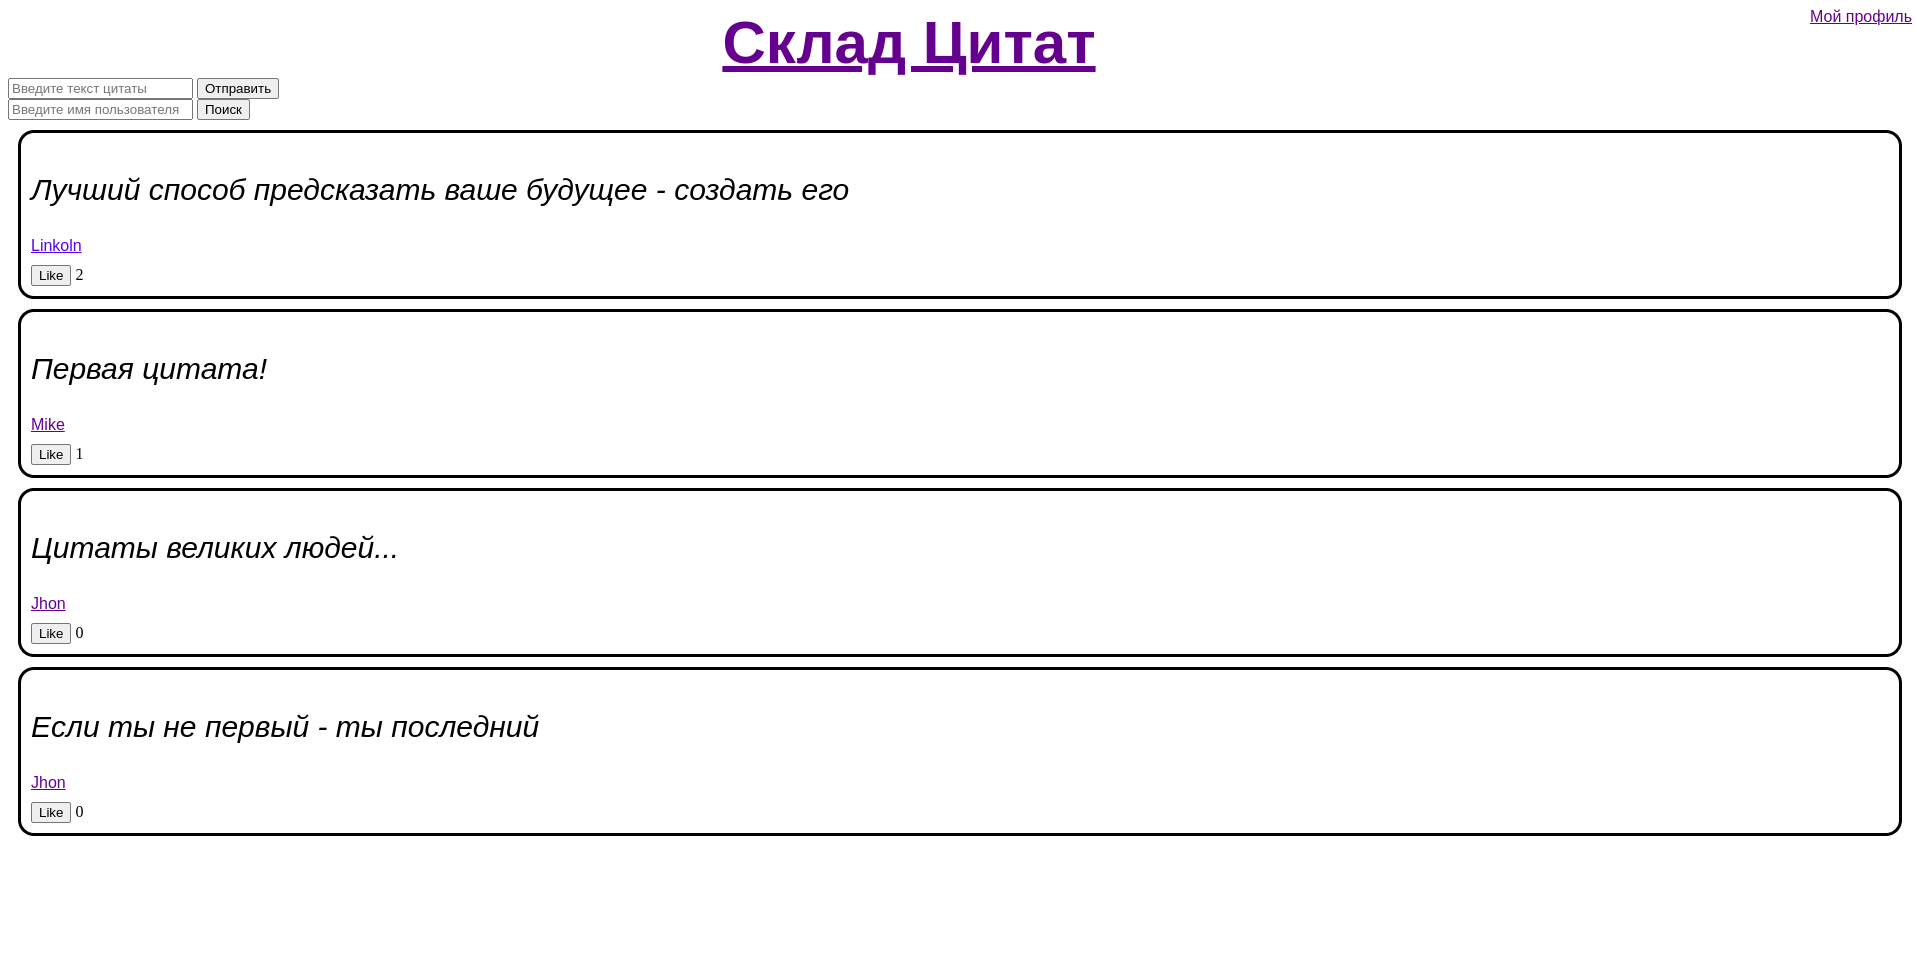 Склад Цитат
Мой профиль
Введите текст цитаты Отправить
Введите имя пользователя Поиск
Лучший способ предсказать ваше будущее - создать его
Linkoln
Like 2
Первая цитата!
Mike
Like 1
Цитаты великих людей...
Jhon
Like 0
Если ты не первый - ты последний
Jhon
Like 0